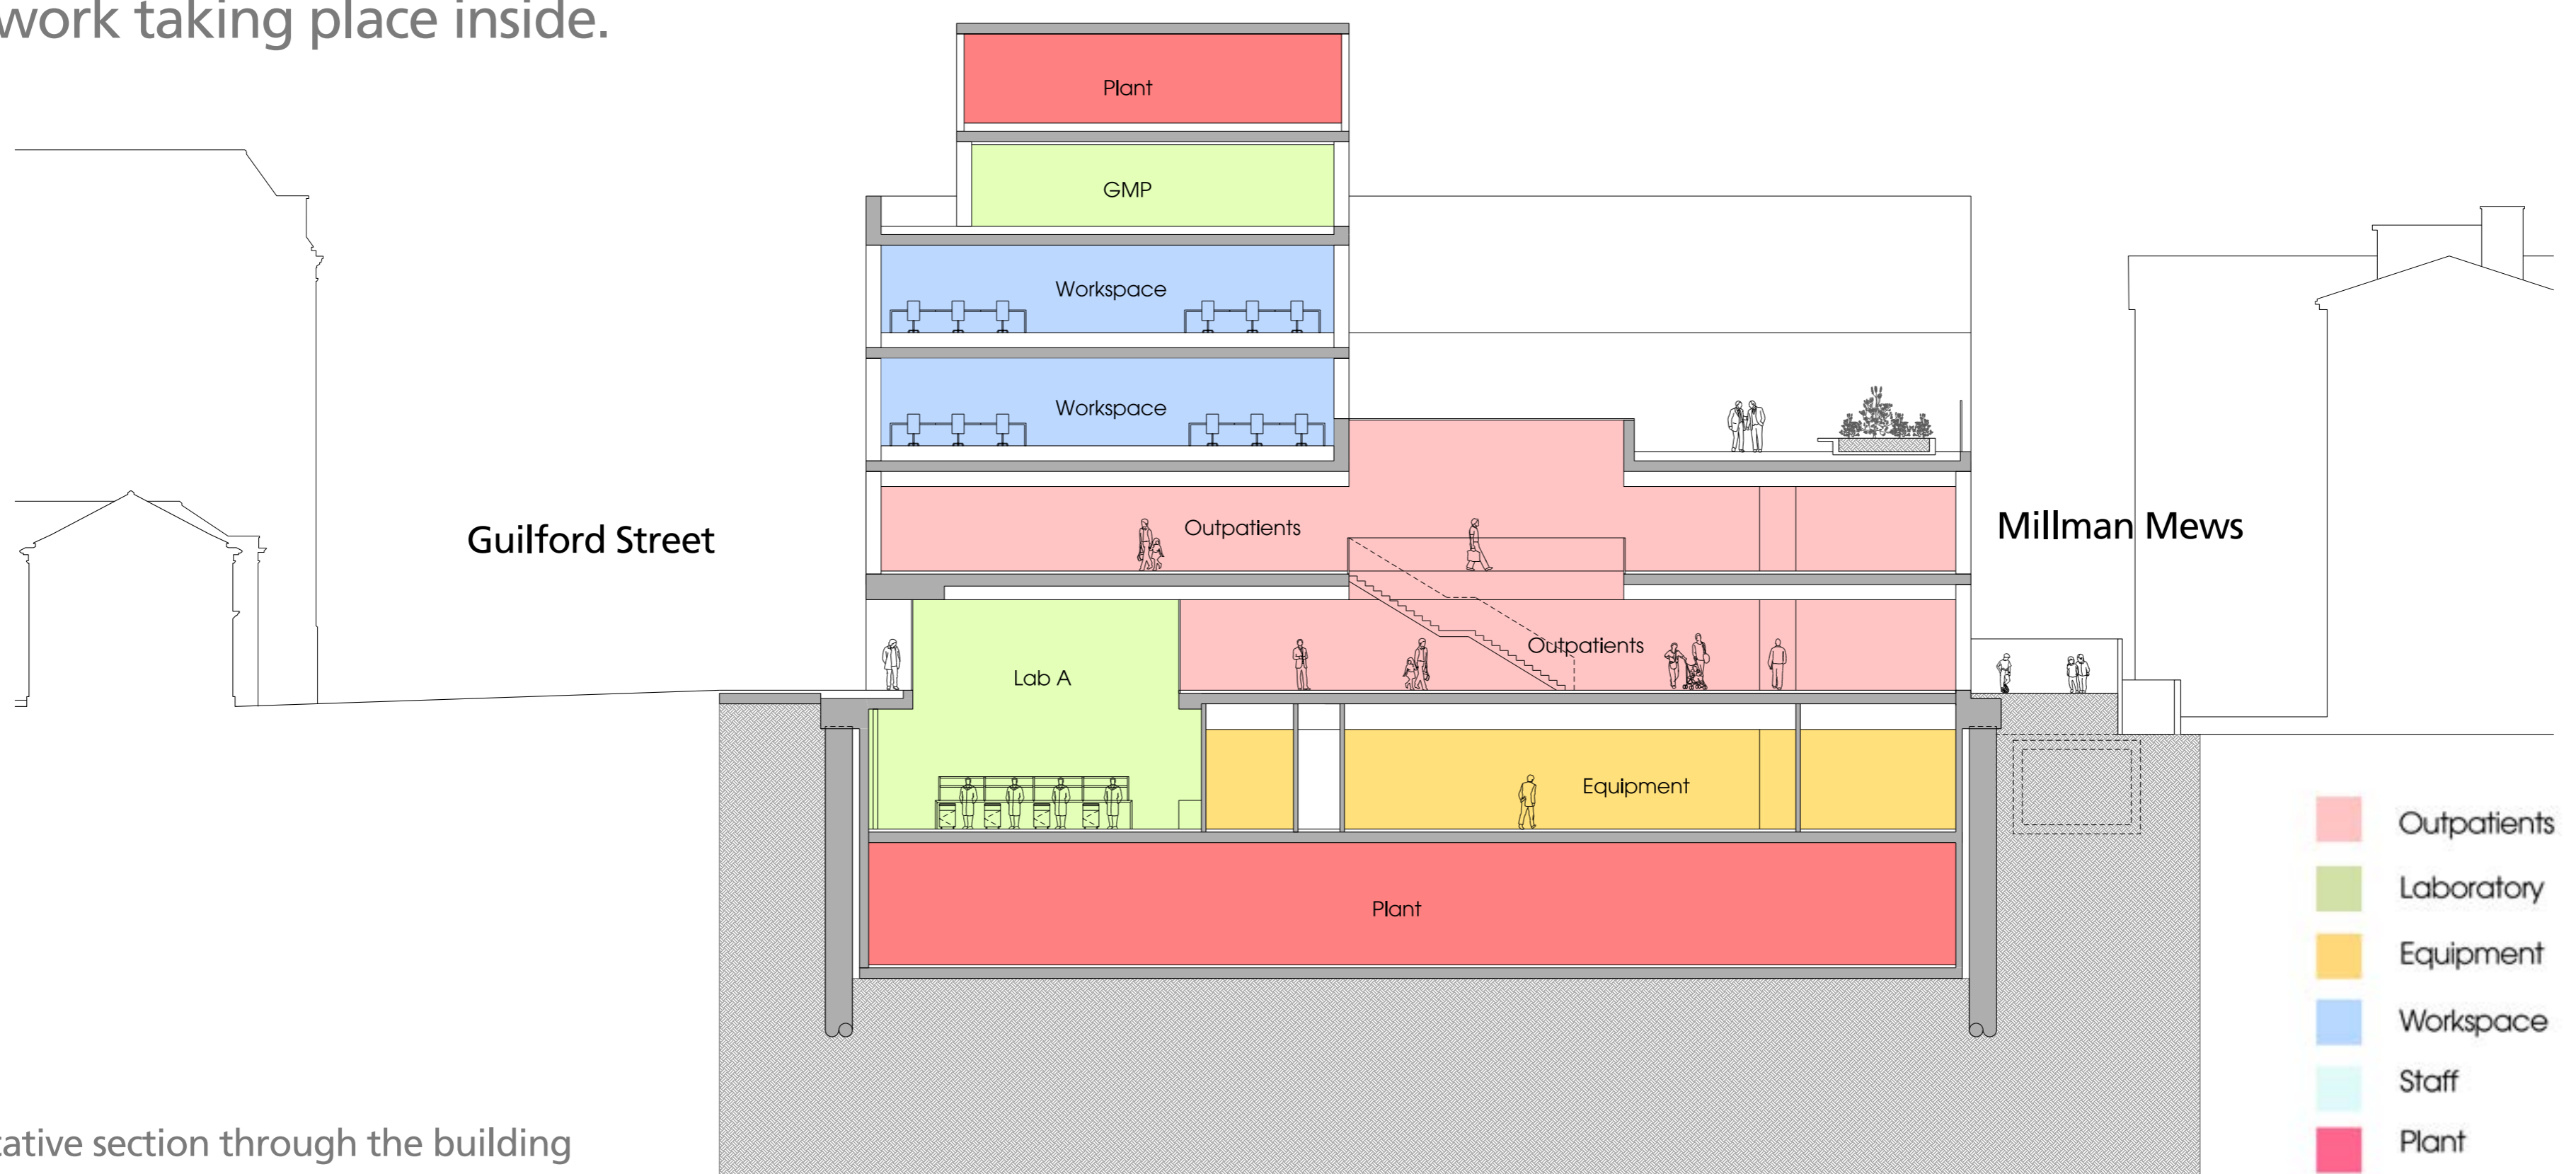 work taking place inside.
Plant
GMP
Workspace
Workspace
Outpatients
Guilford Street
Millman Mews
Outpatients
Lab A
Equipment
Plant
Outpatients
Laboratory
Equipment
Workspace
Staff
Plant
section through the building